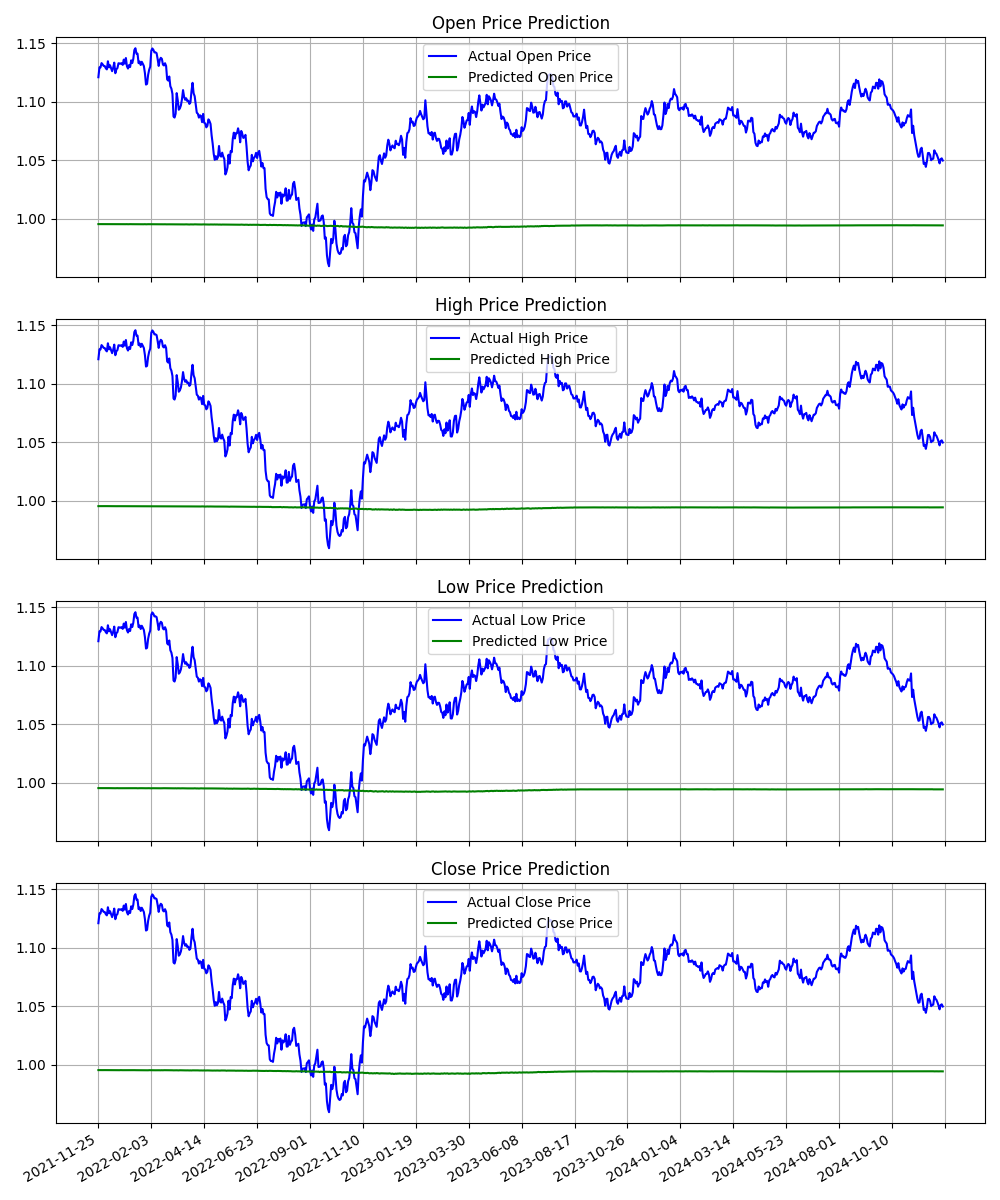 Open Price Prediction
Actual Open Price
Predicted Open Price
1.15
1.10
1.05
1.00
High Price Prediction
Actual High Price
Predicted High Price
1.15
1.10
1.05
1.00
Low Price Prediction
Actual Low Price
Predicted Low Price
1.15
1.10
1.05
1.00
Close Price Prediction
Actual Close Price
Predicted Close Price
1.15
1.10
1.05
1.00
2021-11-25
2022-02-03
2022-04-14
2022-06-23
2022-09-01
2022-11-10
2023-01-19
2023-03-30
2023-06-08
2023-08-17
2023-10-26
2024-01-04
2024-03-14
2024-05-23
2024-08-01
2024-10-10